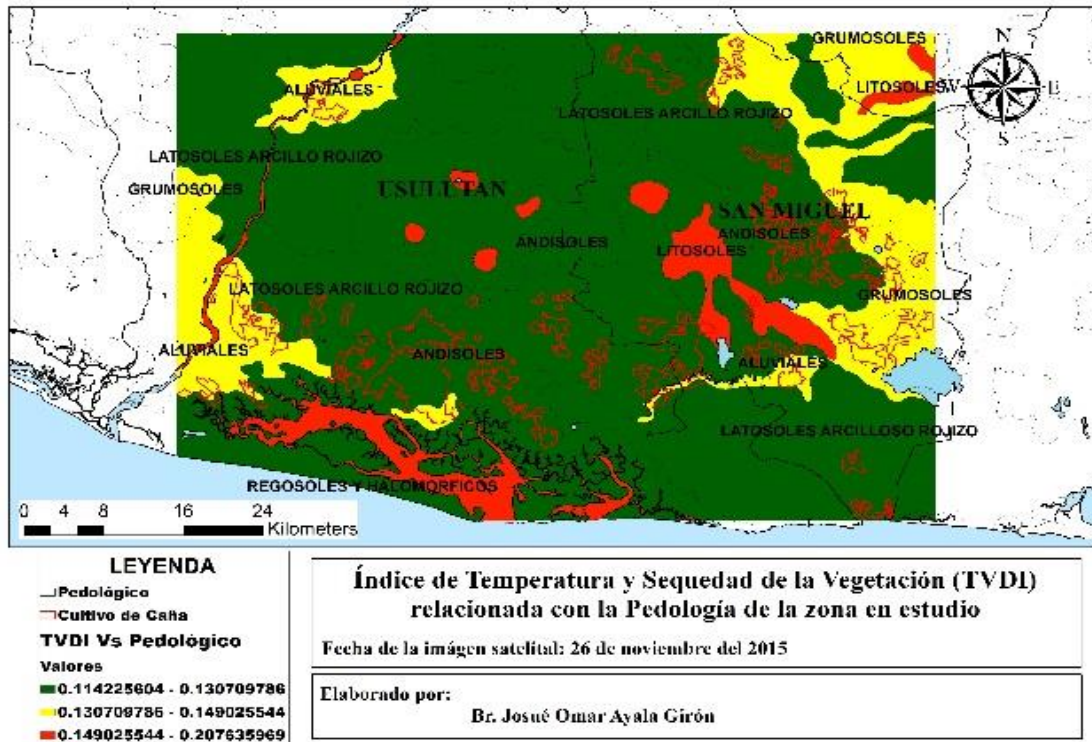 GRUMOSOLES
N
ALUVIALES
LITOSOLES
E
LATOSOLES ARCILLO ROJIZO
S
LATOSOLES ARCILLO ROJIZO
GRUMOSOLES
USULUTAN
SAN MIGUEL
ANDISOLES
ANDISOLES
LITOSOLES
LATOSOLES ARCILLO ROJIZO
GRUMOSOLES
ALUVIALES
ANDISOLES
ALUVIALES
LATOSOLES ARCILLOSO ROJIZO
REGOSOLES Y HALOMORFICOS
0 4 8 16 24
Kilometers
LEYENDA
Pedológico
Cultivo de Caña
TVDI Vs Pedológico
Valores
0.114225604 - 0.130709786
0.130709786 - 0.149025544
0.149025544 - 0.207635969
Índice de Temperatura y Sequedad de la Vegetación (TVDI)
relacionada con la Pedología de la zona en estudio
Fecha de la imágen satelital: 26 de noviembre del 2015
Elaborado por:
Br. Josué Omar Ayala Girón